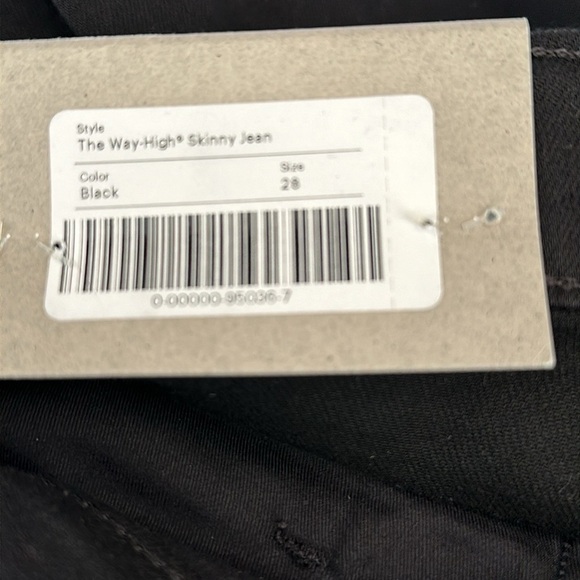 Style
The Way-High® Skinny Jean
Color Size
Black 28
0-00000-95036-7